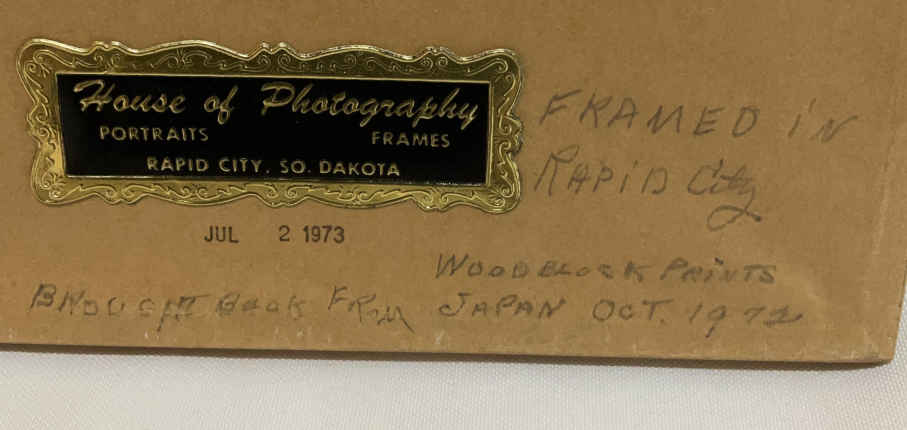 House of Photography
PORTRAITS FRAMES
RAPID CITY, SO. DAKOTA
JUL 2 1973
FRAMED iN
RAPiD City
WOODBLOCK PRiNTS
BROUGHT BACK FROM JAPAN OCT. 1972